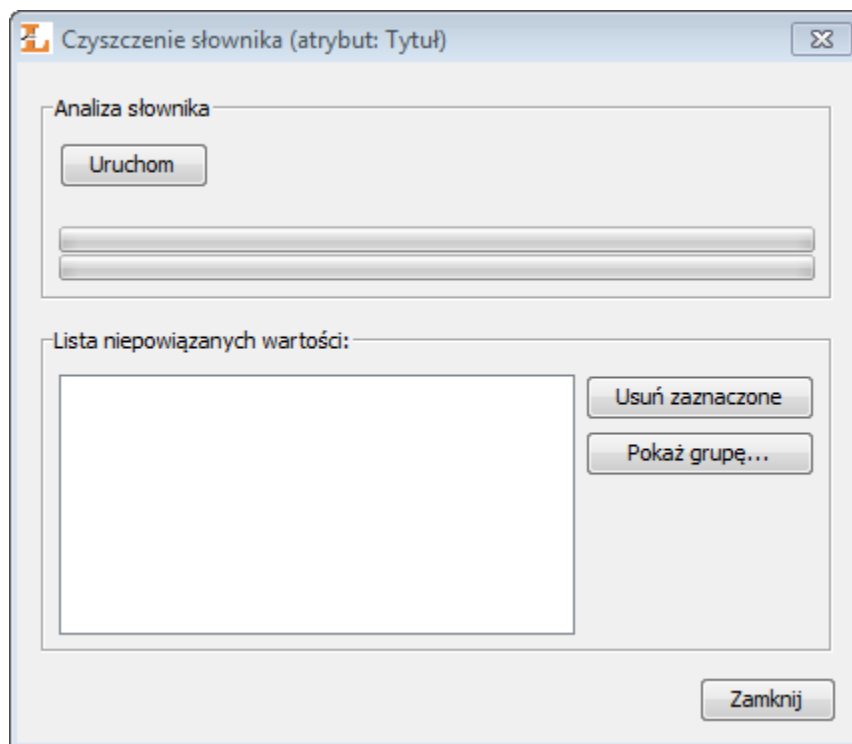 Czyszczenie słownika (atrybut: Tytuł)
Analiza słownika
Uruchom
Lista niepowiązanych wartości:
Usuń zaznaczone
Pokaż grupę...
Zamknij